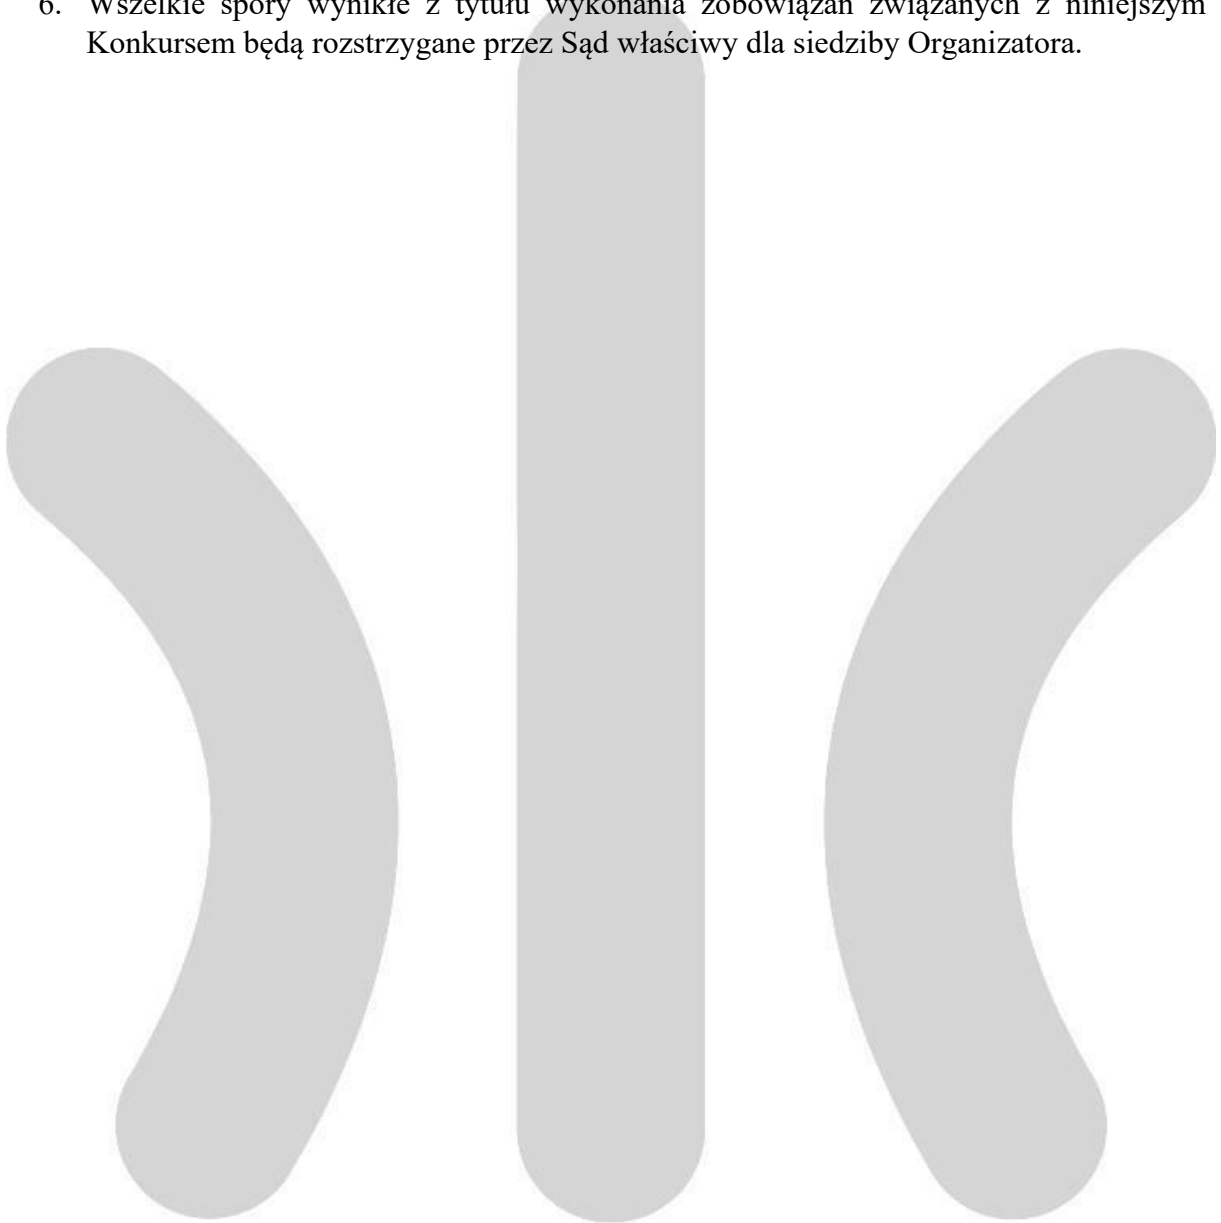 6. Wszelkie spory wynikłe z tytułu wykonania zobowiązań związanych z niniejszym
Konkursem będą rozstrzygane przez Sąd właściwy dla siedziby Organizatora.